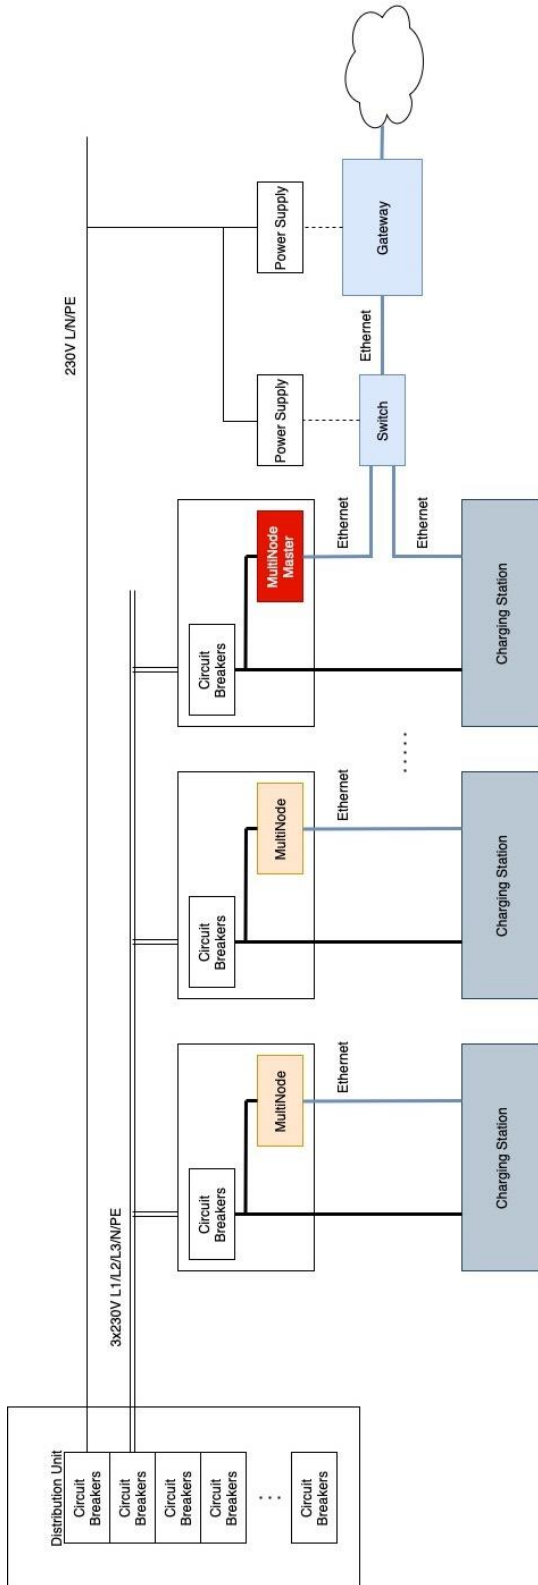 Distribution Unit
Circuit
Breakers
Circuit
Breakers
Circuit
Breakers
Circuit
Breakers
. . .
Circuit
Breakers
230V L/N/PE
3x230V L1/L2/L3/N/PE
Circuit
Breakers
MultiNode
Ethernet
Charging Station
Circuit
Breakers
MultiNode
Ethernet
Charging Station
. . . . .
Circuit
Breakers
MultiNode
Master
Ethernet
Ethernet
Charging Station
Power Supply
Switch
Ethernet
Power Supply
Gateway